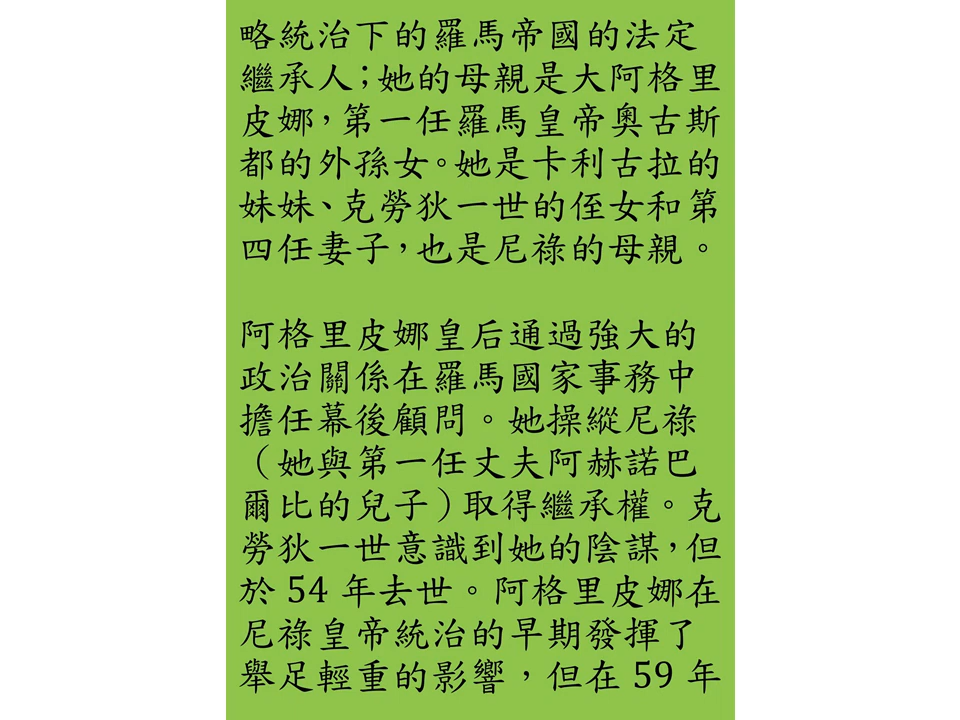 略統治下的羅馬帝國的法定
繼承人；她的母親是大阿格里
皮娜，第一任羅馬皇帝奧古斯
都的外孫女。她是卡利古拉的
妹妹、克勞狄一世的侄女和第
四任妻子，也是尼祿的母親。
阿格里皮娜皇后通過強大的
政治關係在羅馬國家事務中
擔任幕後顧問。她操縱尼祿
（她與第一任丈夫阿赫諾巴
爾比的兒子）取得繼承權。克
勞狄一世意識到她的陰謀，但
於 54 年去世。阿格里皮娜在
尼祿皇帝統治的早期發揮了
舉足輕重的影響，但在 59 年